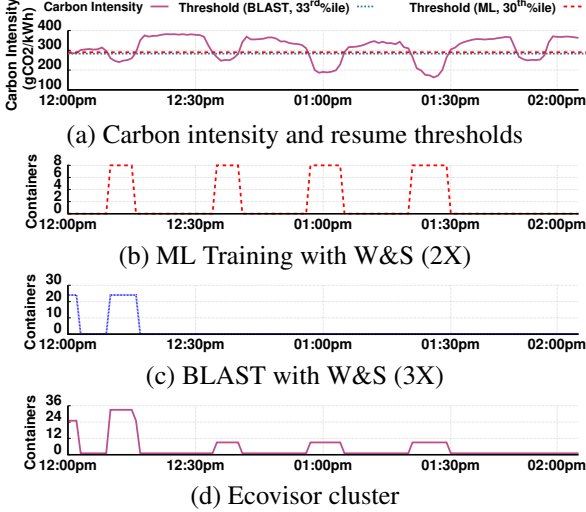 Carbon Intensity Threshold (BLAST, 33rd%ile) Threshold (ML, 30th%ile)
Carbon Intensity
(gCO2/kWh)
400
300
200
100
12:00pm 12:30pm 01:00pm 01:30pm 02:00pm
(a) Carbon intensity and resume thresholds
Containers
8
6
4
2
0
12:00pm 12:30pm 01:00pm 01:30pm 02:00pm
(b) ML Training with W&S (2X)
Containers
30
20
10
0
12:00pm 12:30pm 01:00pm 01:30pm 02:00pm
(c) BLAST with W&S (3X)
Containers
36
24
12
0
12:00pm 12:30pm 01:00pm 01:30pm 02:00pm
(d) Ecovisor cluster